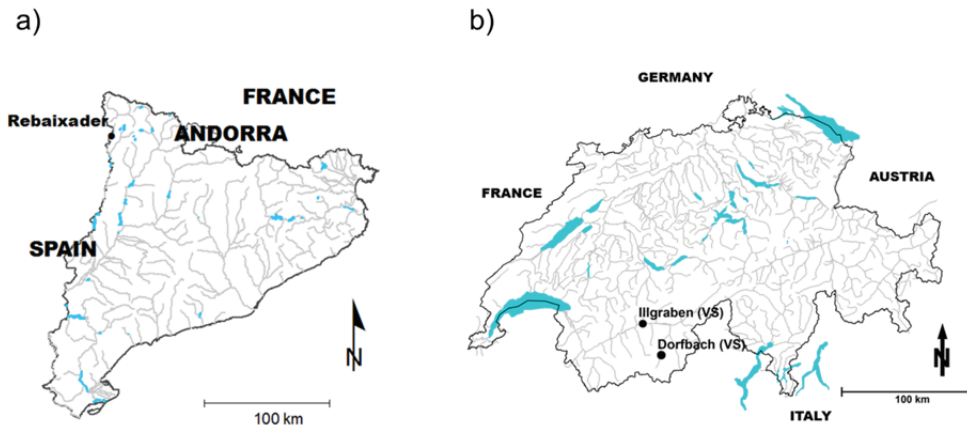 a)
FRANCE
Rebaixader
ANDORRA
SPAIN
N
100 km
b)
GERMANY
FRANCE
AUSTRIA
Illgraben (VS)
Dorfbach (VS)
N
100 km
ITALY